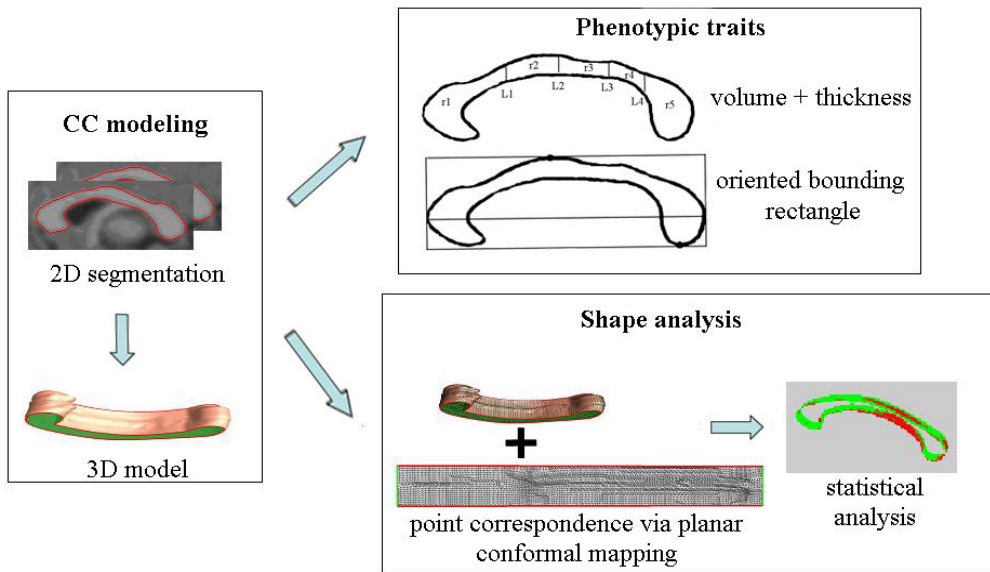 CC modeling
2D segmentation
3D model
Phenotypic traits
r1
r2
r3
r4
r5
L1
L2
L3
L4
volume + thickness
oriented bounding
rectangle
Shape analysis
+
point correspondence via planar
conformal mapping
statistical
analysis